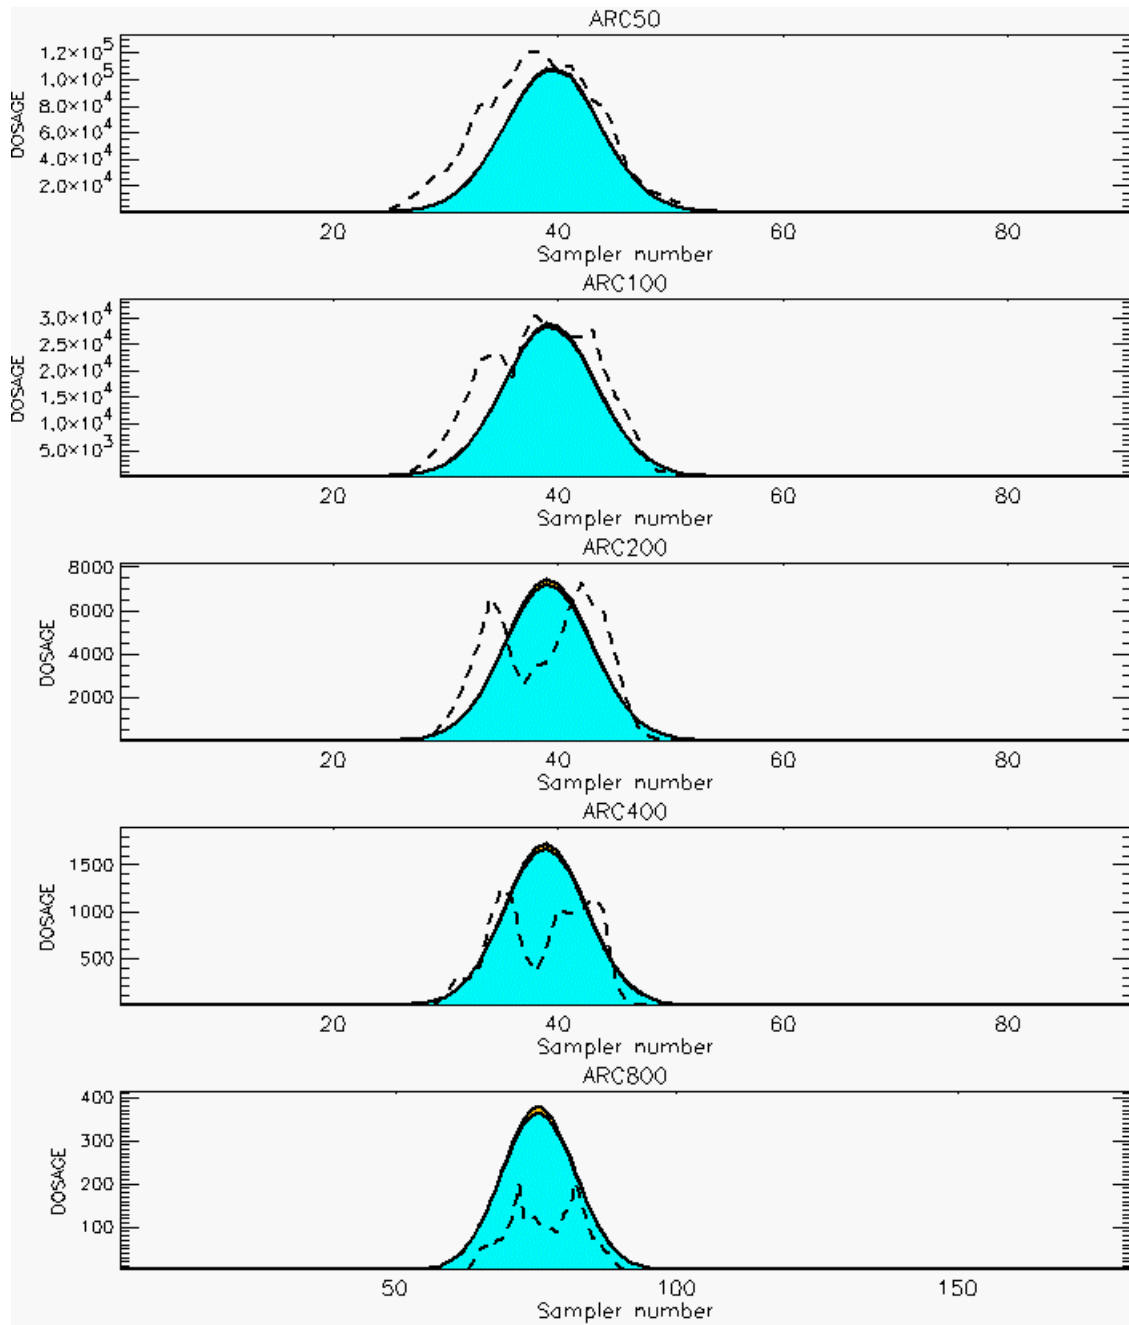 ARC50
1.2×10^5
1.0×10^5
8.0×10^4
6.0×10^4
4.0×10^4
2.0×10^4
DOSAGE
20 40 60 80
Sampler number
ARC100
3.0×10^4
2.5×10^4
2.0×10^4
1.5×10^4
1.0×10^4
5.0×10^3
DOSAGE
20 40 60 80
Sampler number
ARC200
8000
6000
4000
2000
DOSAGE
20 40 60 80
Sampler number
ARC400
1500
1000
500
DOSAGE
20 40 60 80
Sampler number
ARC800
400
300
200
100
DOSAGE
50 100 150
Sampler number